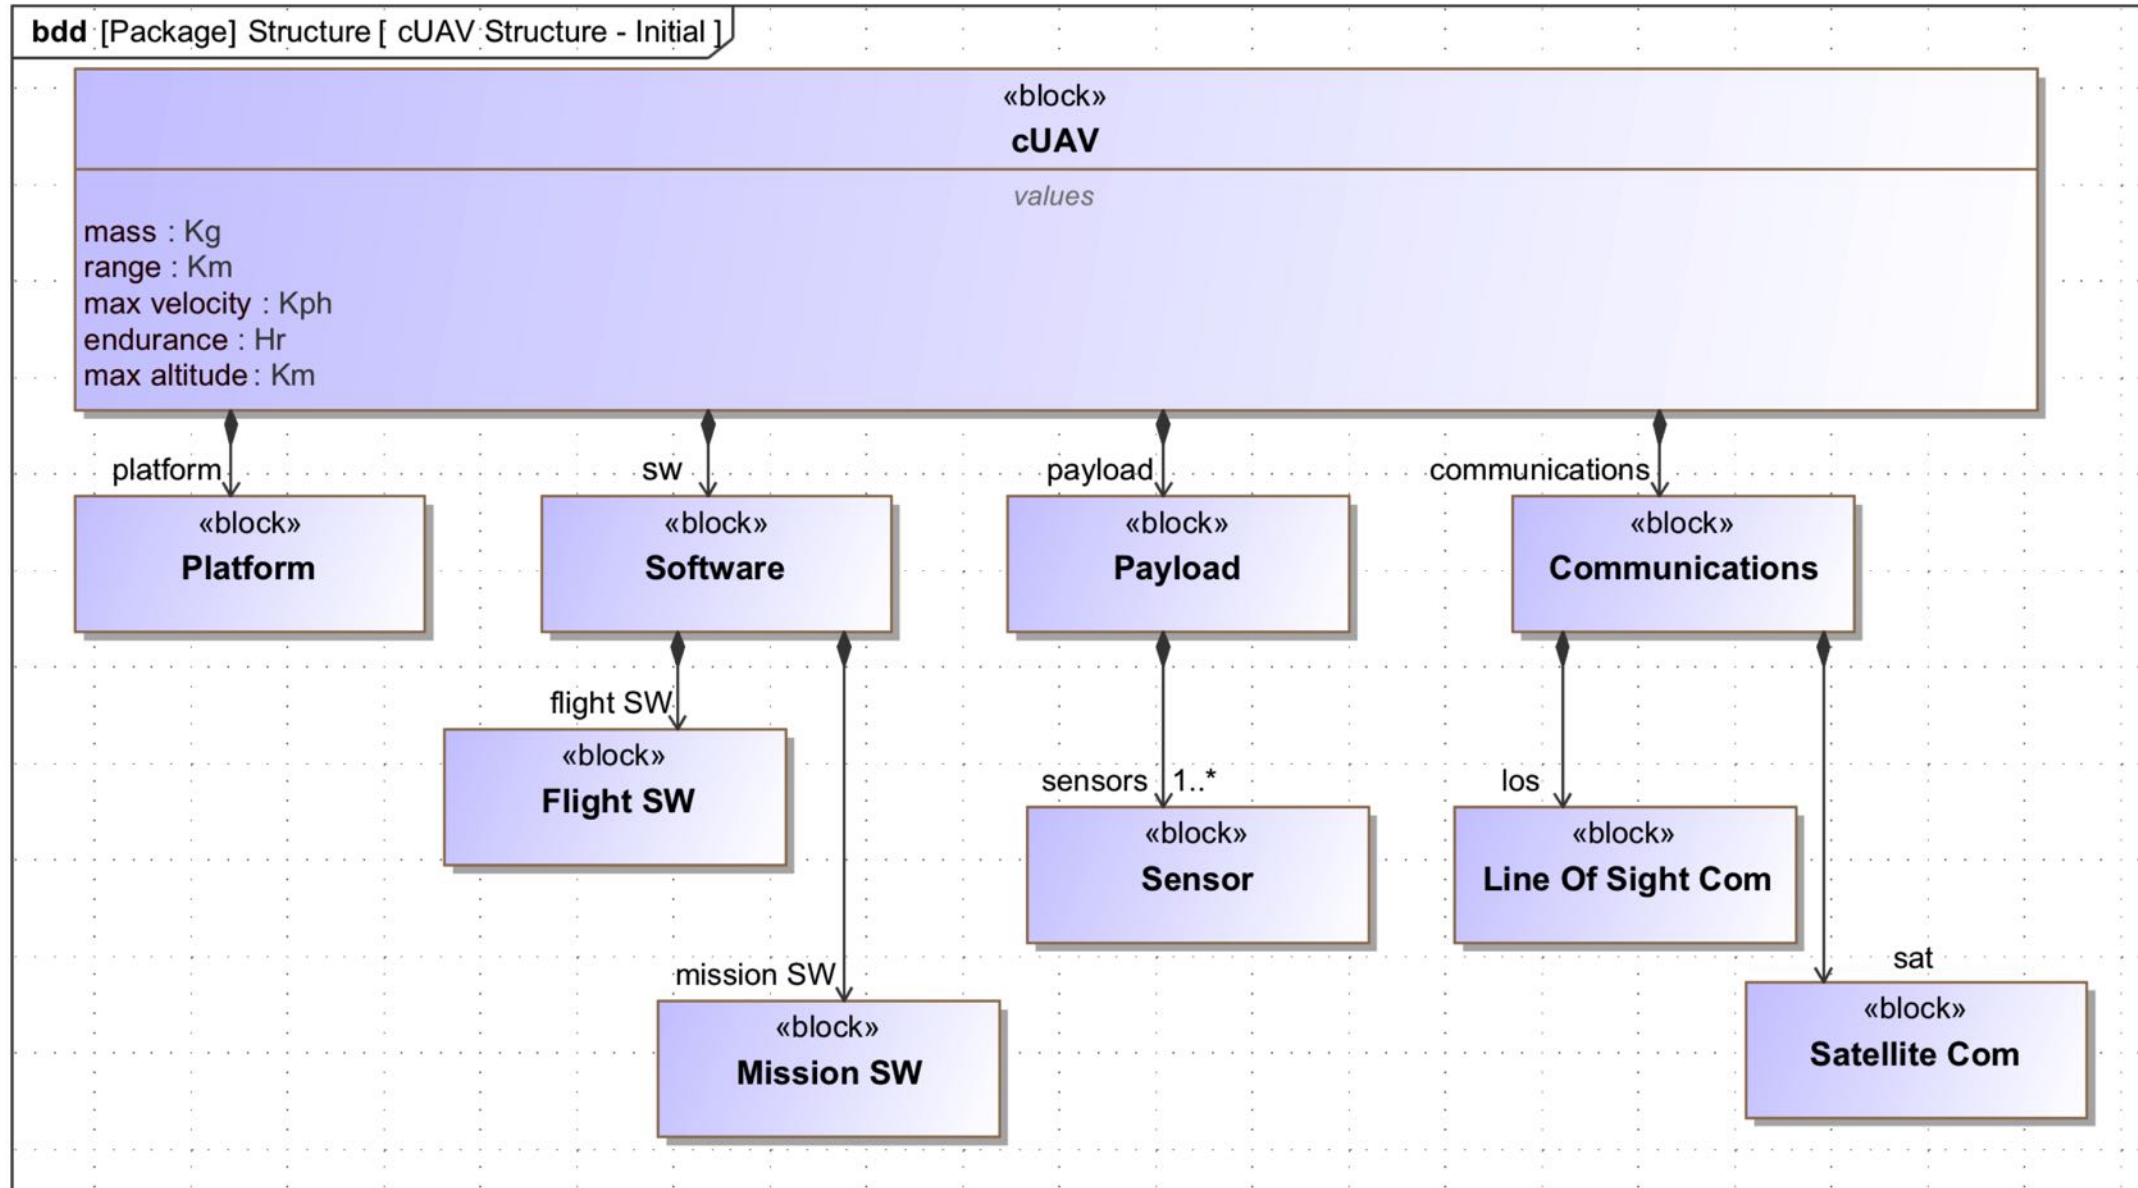 bdd [Package] Structure [ cUAV Structure - Initial ]
«block»
cUAV
values
mass : Kg
range : Km
max velocity : Kph
endurance : Hr
max altitude : Km
platform
sw
payload
communications
«block»
Platform
«block»
Software
«block»
Payload
«block»
Communications
flight SW
«block»
Flight SW
sensors 1..*
los
«block»
Sensor
«block»
Line Of Sight Com
mission SW
sat
«block»
Mission SW
«block»
Satellite Com